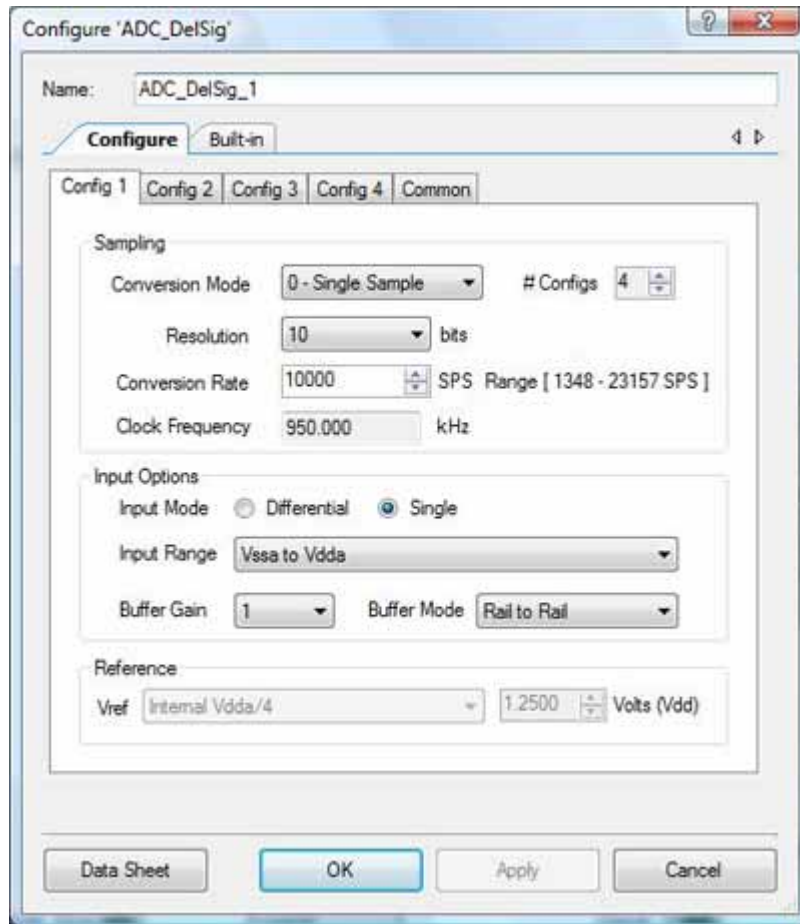 Configure 'ADC_DelSig'
Name: ADC_DelSig_1
Configure Built-in
Config 1 Config 2 Config 3 Config 4 Common
Sampling
Conversion Mode 0 - Single Sample # Configs 4
Resolution 10 bits
Conversion Rate 10000 SPS Range [ 1348 - 23157 SPS ]
Clock Frequency 950.000 kHz
Input Options
Input Mode Differential Single
Input Range Vssa to Vdda
Buffer Gain 1 Buffer Mode Rail to Rail
Reference
Vref Internal Vdda/4 1.2500 Volts (Vdd)
Data Sheet OK Apply Cancel